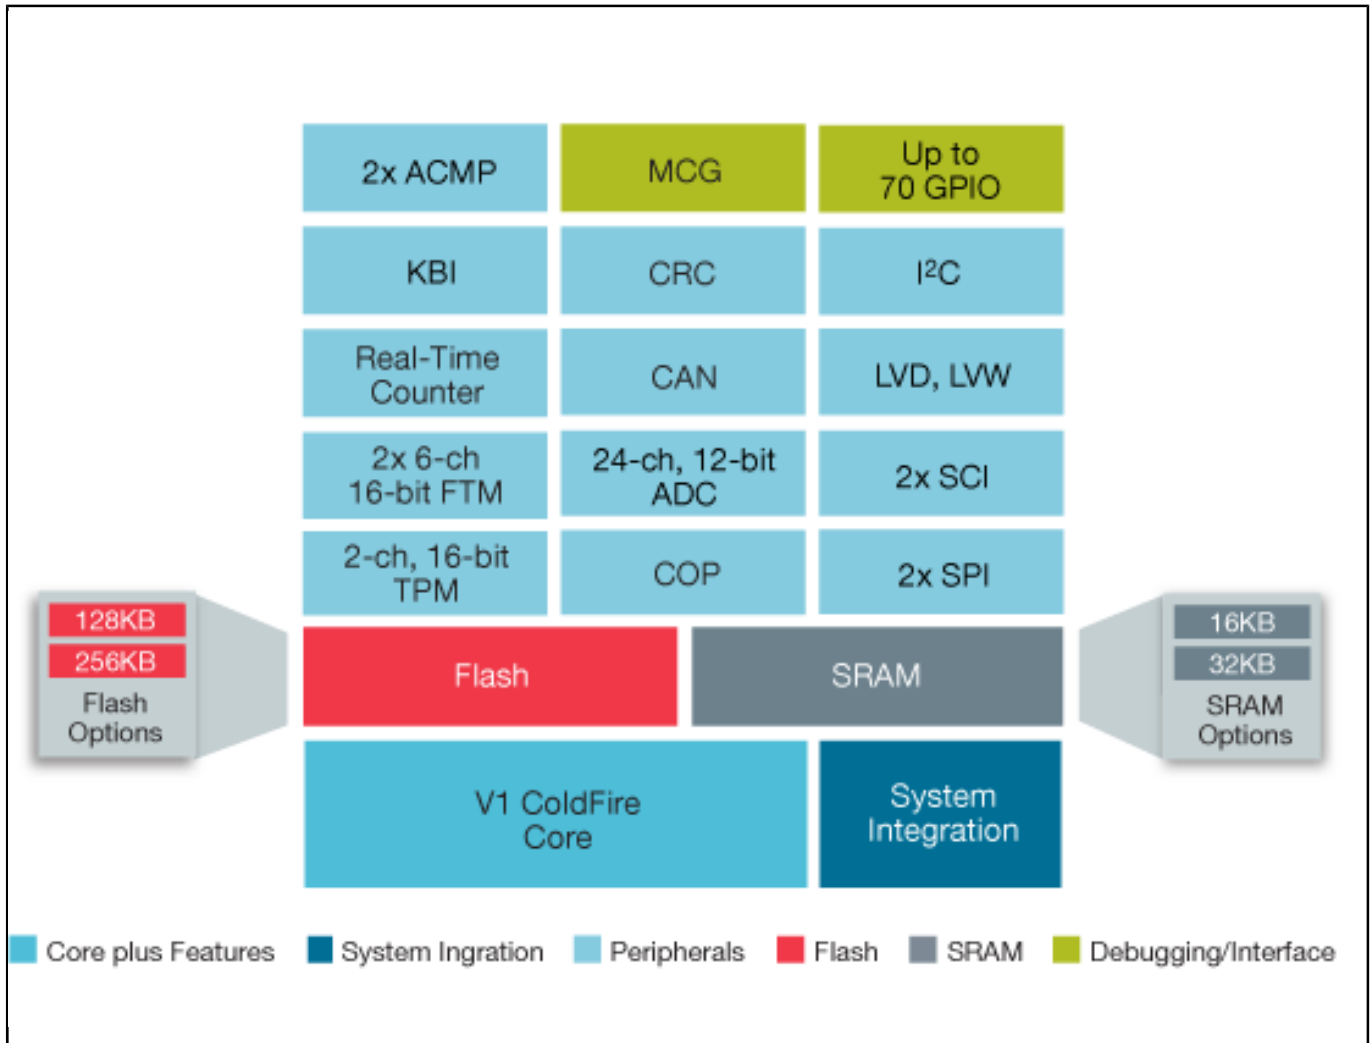 2x ACMP
MCG
Up to
70 GPIO
KBI
CRC
I²C
Real-Time
Counter
CAN
LVD, LVW
2x 6-ch
16-bit FTM
24-ch, 12-bit
ADC
2x SCI
2-ch, 16-bit
TPM
COP
2x SPI
128KB
256KB
Flash
Options
Flash
SRAM
16KB
32KB
SRAM
Options
V1 ColdFire
Core
System
Integration
Core plus Features
System Ingration
Peripherals
Flash
SRAM
Debugging/Interface